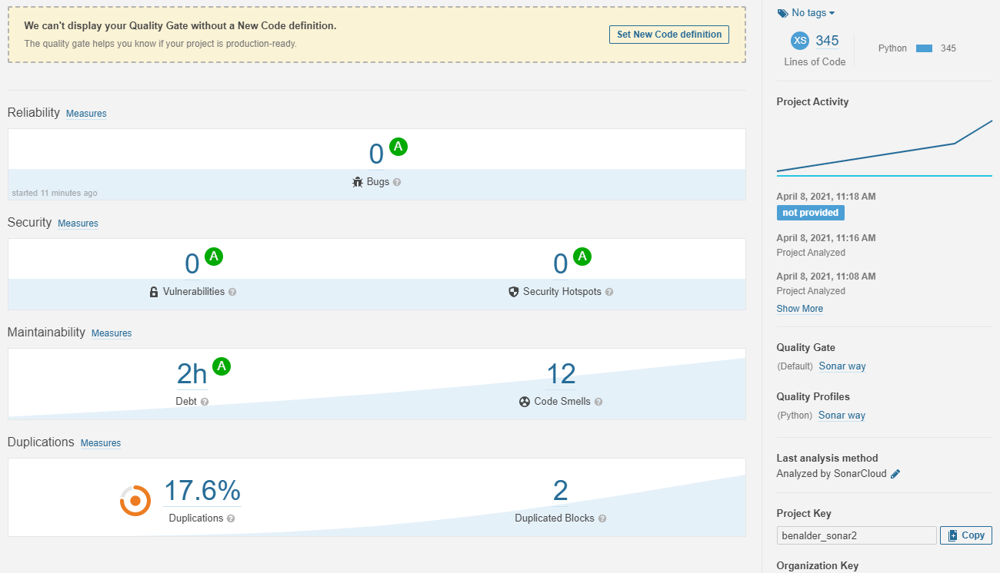 We can't display your Quality Gate without a New Code definition.
The quality gate helps you know if your project is production-ready.
Set New Code definition
Reliability Measures
0 A
Bugs ?
started 11 minutes ago
Security Measures
0 A
Vulnerabilities ?
0 A
Security Hotspots ?
Maintainability Measures
2h A
Debt ?
12
Code Smells ?
Duplications Measures
17.6%
Duplications ?
2
Duplicated Blocks ?
No tags
XS 345
Lines of Code
Python 345
Project Activity
April 8, 2021, 11:18 AM
not provided
April 8, 2021, 11:16 AM
Project Analyzed
April 8, 2021, 11:08 AM
Project Analyzed
Show More
Quality Gate
(Default) Sonar way
Quality Profiles
(Python) Sonar way
Last analysis method
Analyzed by SonarCloud
Project Key
benalder_sonar2
Copy
Organization Key